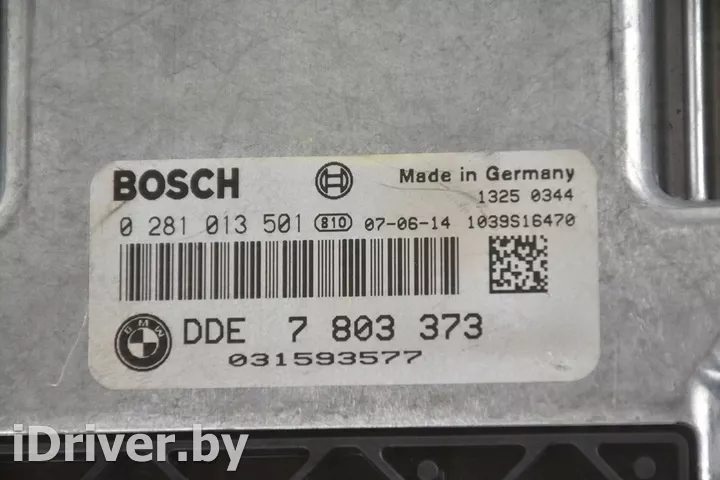 BOSCH
Made in Germany
1325 0344
0 281 013 501 810 07-06-14 1039S16470
BMW
DDE 7 803 373
031593577
iDriver.by